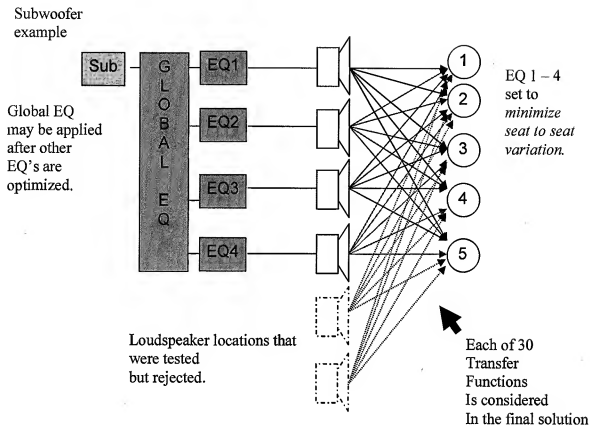 Subwoofer
example
Sub
GLOBAL EQ
EQ1
EQ2
EQ3
EQ4
1
2
3
4
5
EQ 1 – 4
set to
minimize
seat to seat
variation.
Global EQ
may be applied
after other
EQ's are
optimized.
Loudspeaker locations that
were tested
but rejected.
Each of 30
Transfer
Functions
Is considered
In the final solution